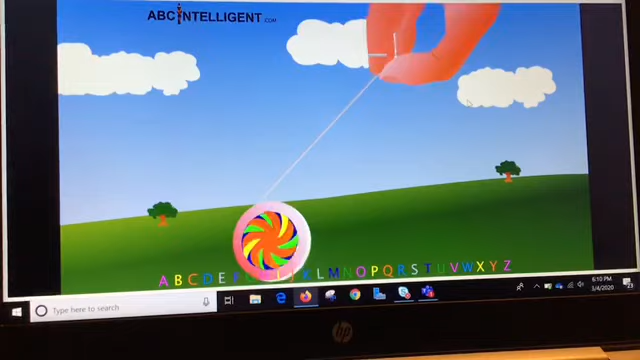 ABCINTELLIGENT.COM
A B C D E K L M N O P Q R S T U V W X Y Z
Type here to search
6:10 PM
3/4/2020
hp